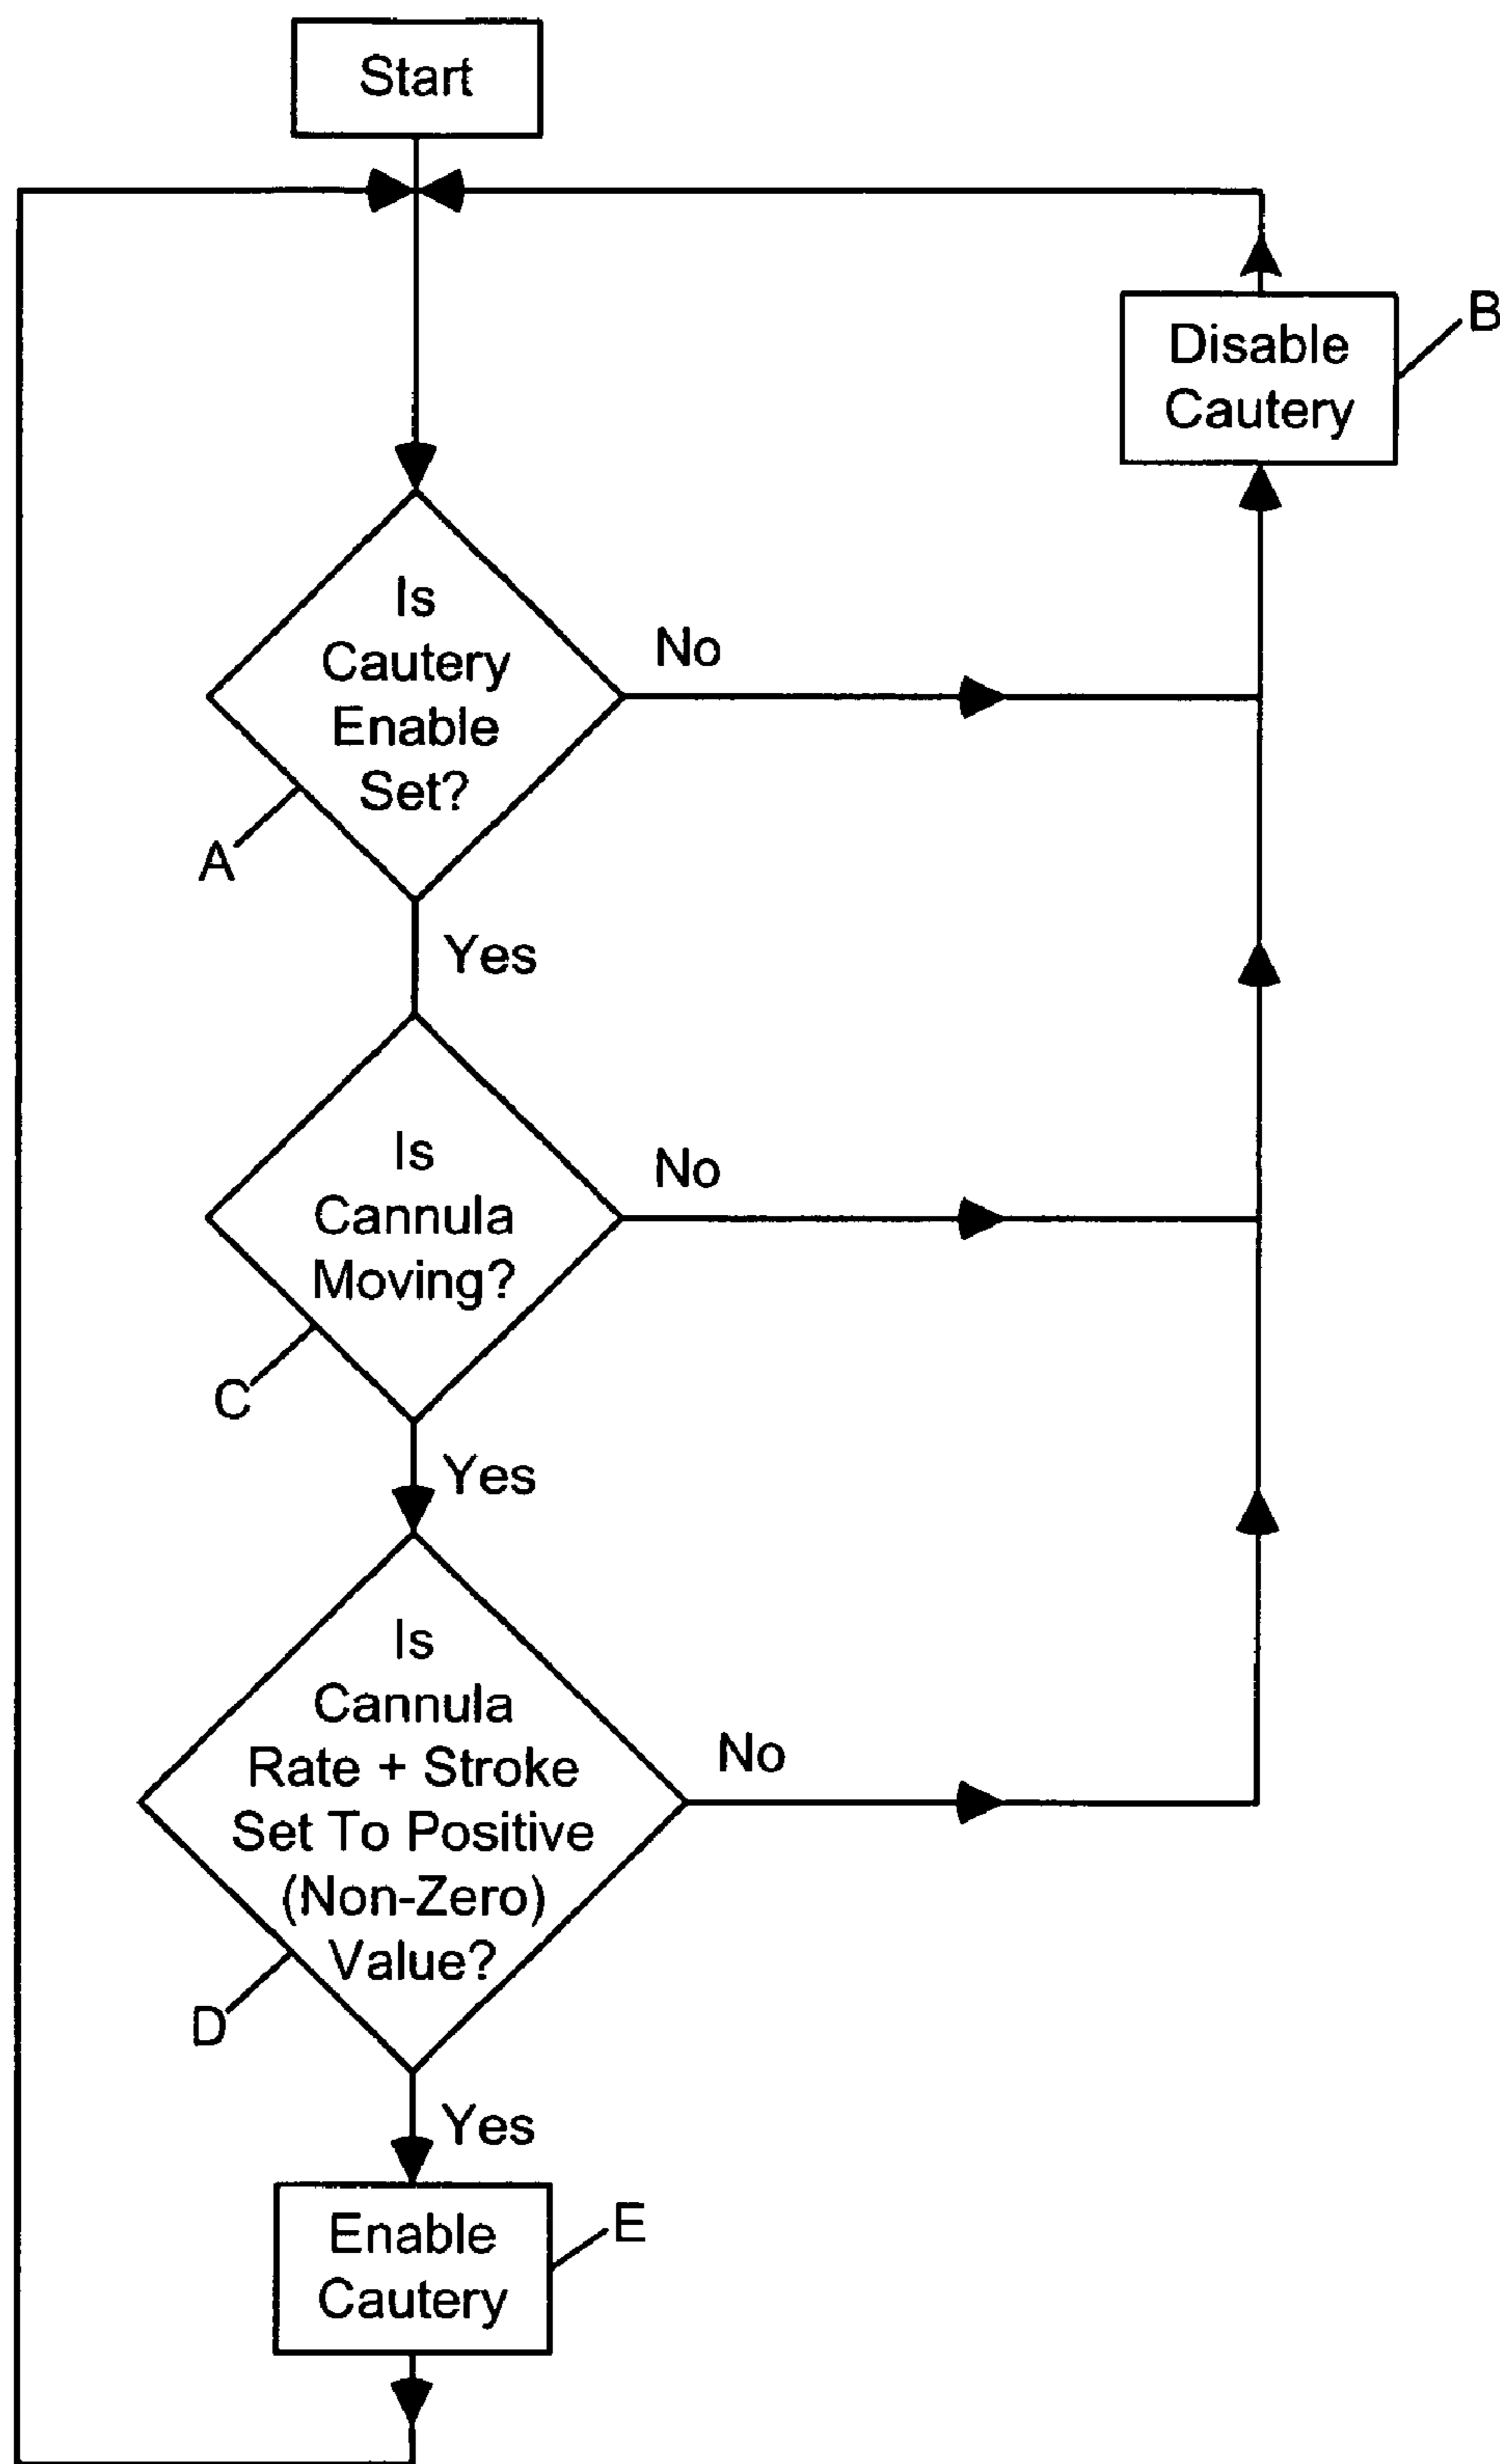 Start
Disable
Cautery
B
Is
Cautery
Enable
Set?
No
A
Yes
Is
Cannula
Moving?
No
C
Yes
Is
Cannula
Rate + Stroke
Set To Positive
(Non-Zero)
Value?
No
D
Yes
Enable
Cautery
E